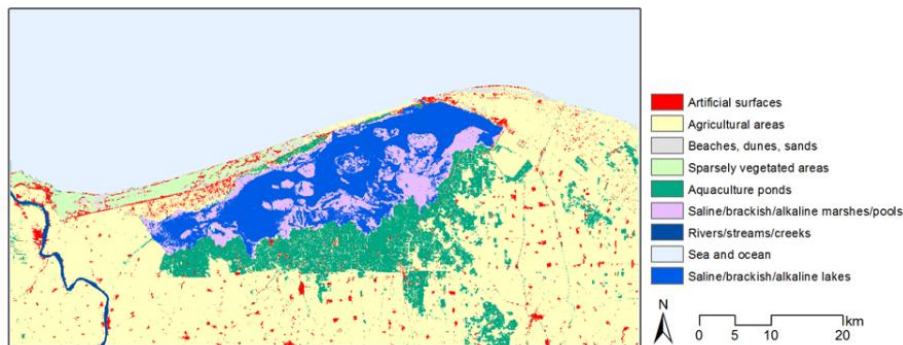 Artificial surfaces
Agricultural areas
Beaches, dunes, sands
Sparsely vegetated areas
Aquaculture ponds
Saline/brackish/alkaline marshes/pools
Rivers/streams/creeks
Sea and ocean
Saline/brackish/alkaline lakes
N
km
0 5 10 20